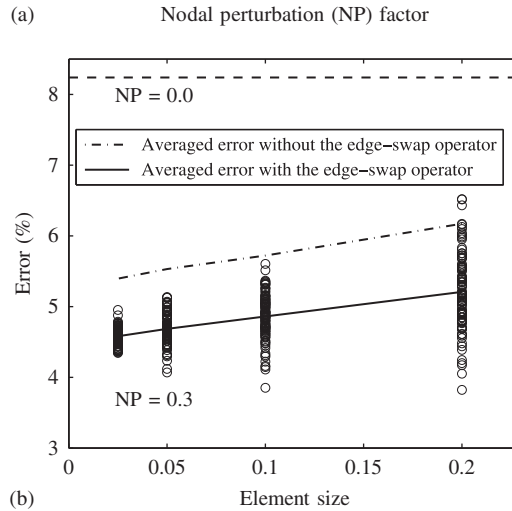 (a) Nodal perturbation (NP) factor
8
NP = 0.0
Averaged error without the edge−swap operator
7
Averaged error with the edge−swap operator
6
Error (%)
5
4
NP = 0.3
3
0 0.05 0.1 0.15 0.2
(b) Element size